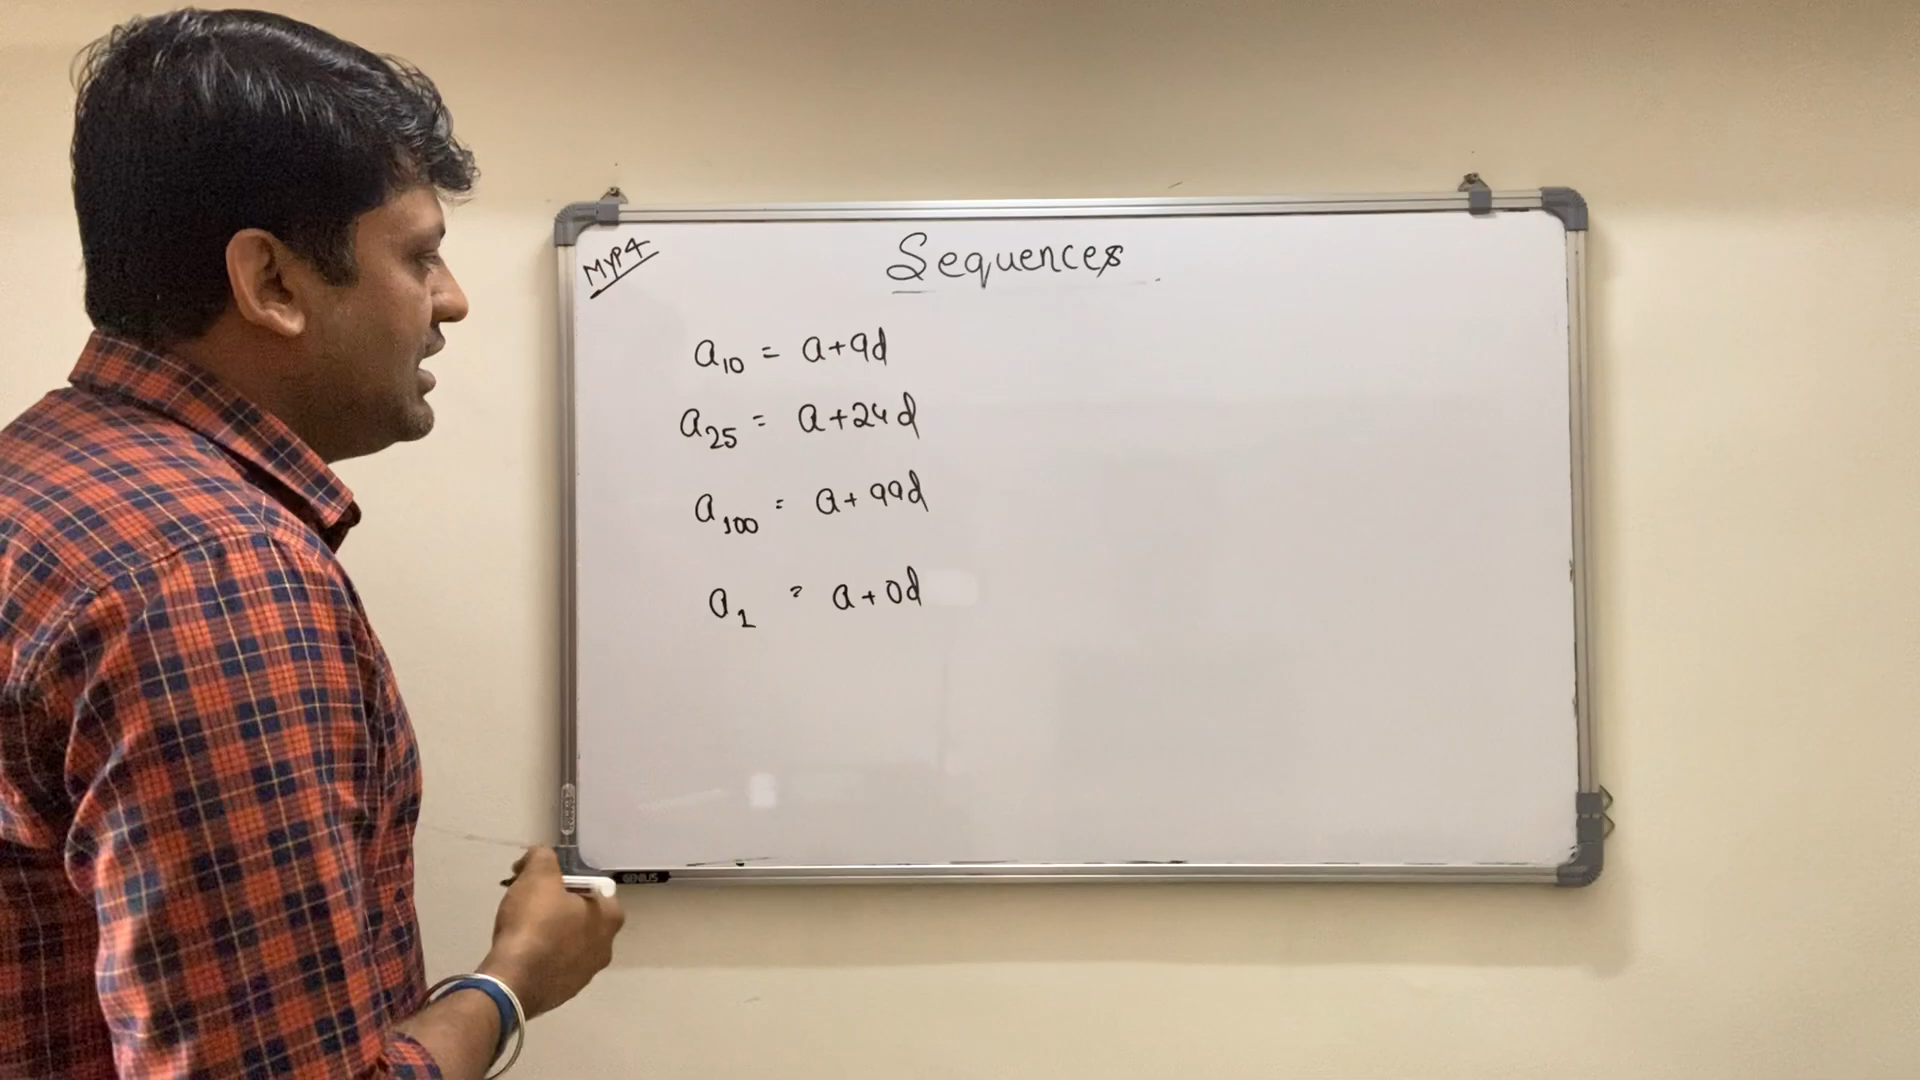 MYP4
Sequences
a₁₀ = a+9d
a₂₅ = a+24d
a₁₀₀ = a+99d
a₁ = a+0d
GENIUS